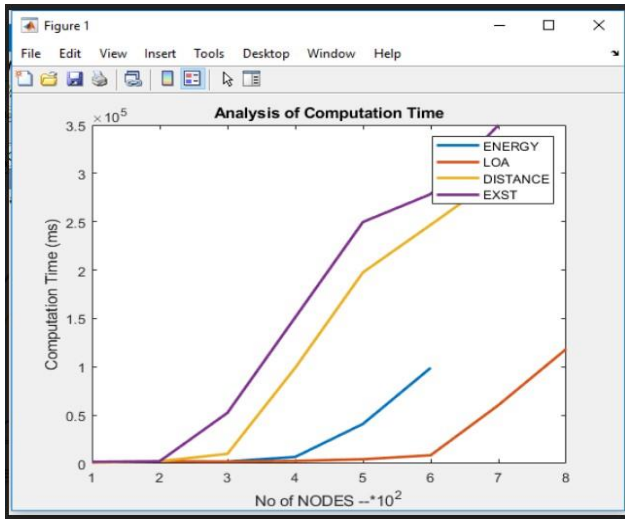 Figure 1
File Edit View Insert Tools Desktop Window Help
×10^5
Analysis of Computation Time
3.5
3
2.5
2
1.5
1
0.5
0
Computation Time (ms)
ENERGY
LOA
DISTANCE
EXST
1 2 3 4 5 6 7 8
No of NODES --*10^2